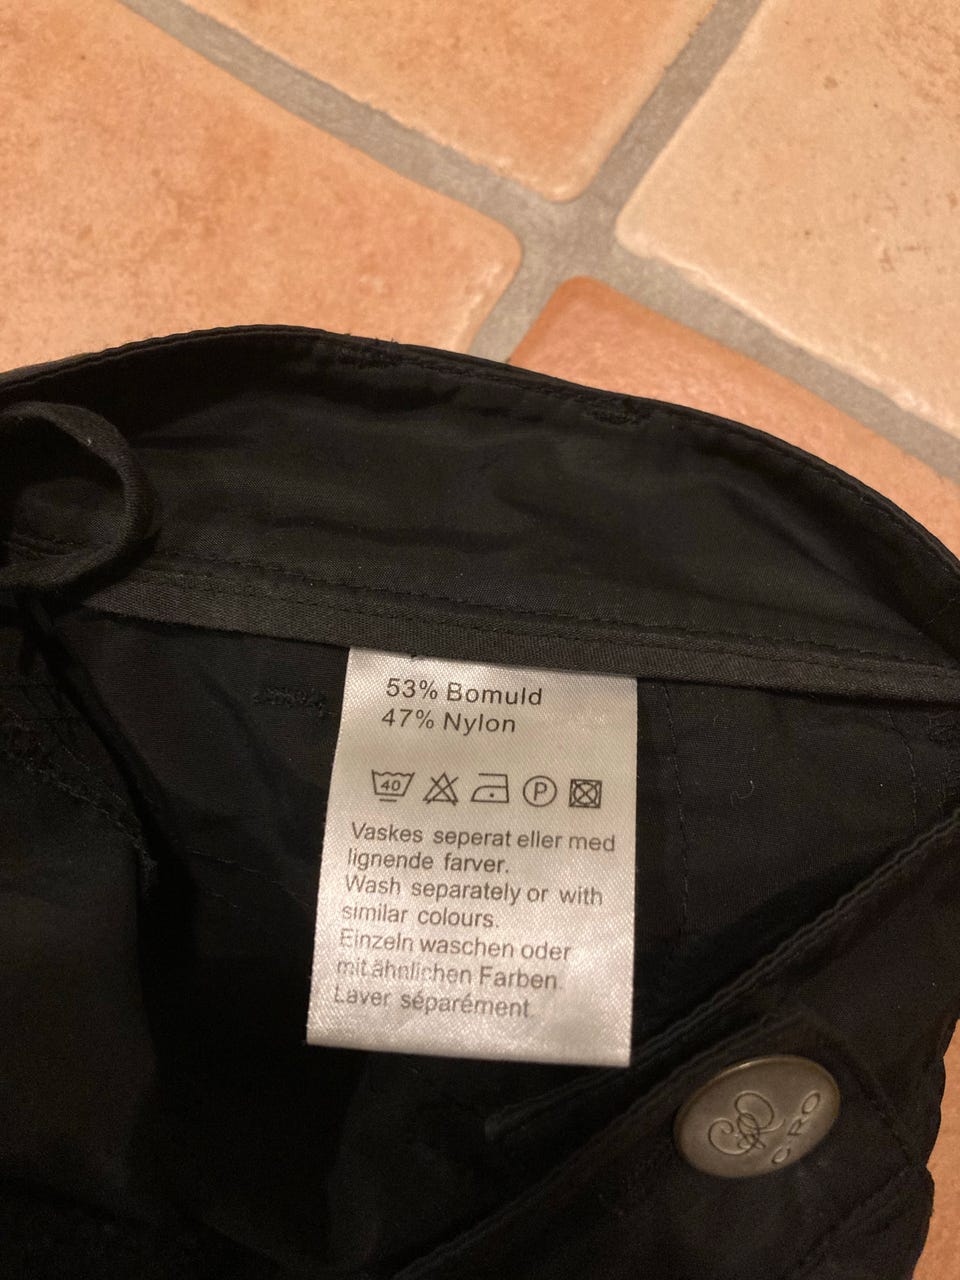 53% Bomuld
47% Nylon
40 P
Vaskes seperat eller med
lignende farver.
Wash separately or with
similar colours.
Einzeln waschen oder
mit ähnlichen Farben.
Laver séparément.
C·RO